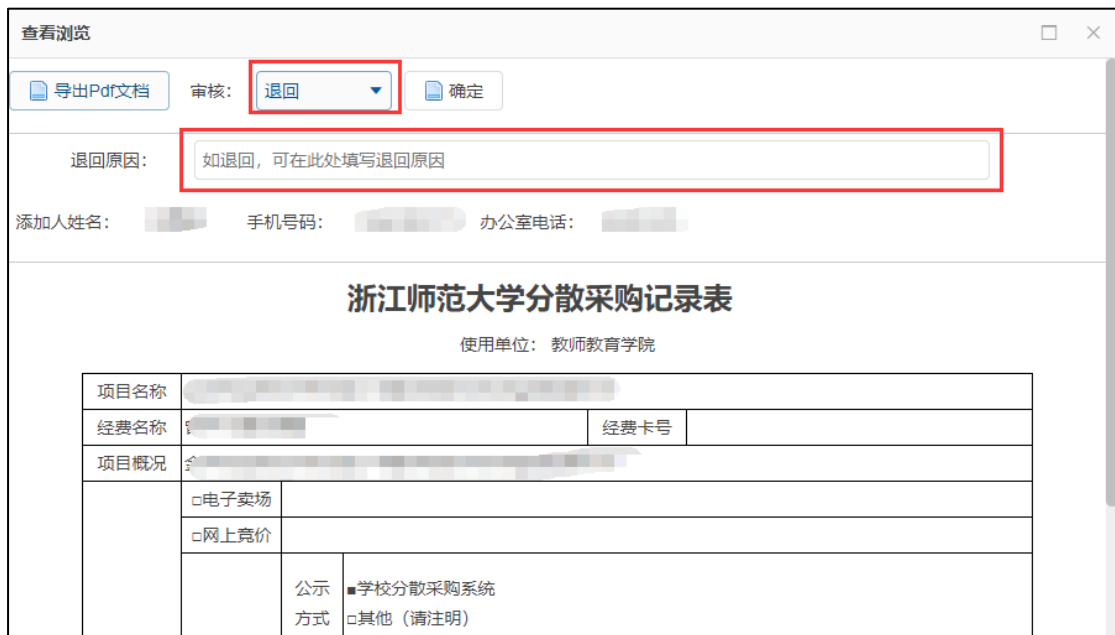 查看浏览
导出Pdf文档 审核： 退回 确定
退回原因： 如退回，可在此处填写退回原因
添加人姓名： 手机号码： 办公室电话：
浙江师范大学分散采购记录表
使用单位： 教师教育学院
项目名称
经费名称 经费卡号
项目概况
□电子卖场
□网上竞价
公示 ■学校分散采购系统
方式 □其他（请注明）